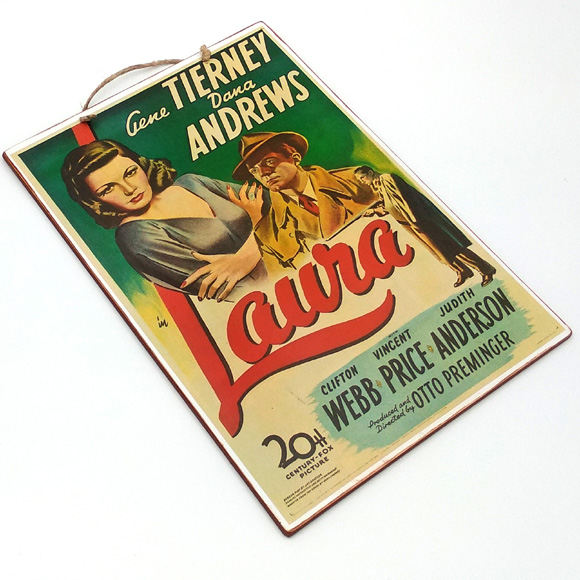 Gene TIERNEY
Dana
ANDREWS
in
Laura
CLIFTON VINCENT JUDITH
WEBB · PRICE · ANDERSON
Produced and
Directed by OTTO PREMINGER
20TH
CENTURY-FOX
PICTURE